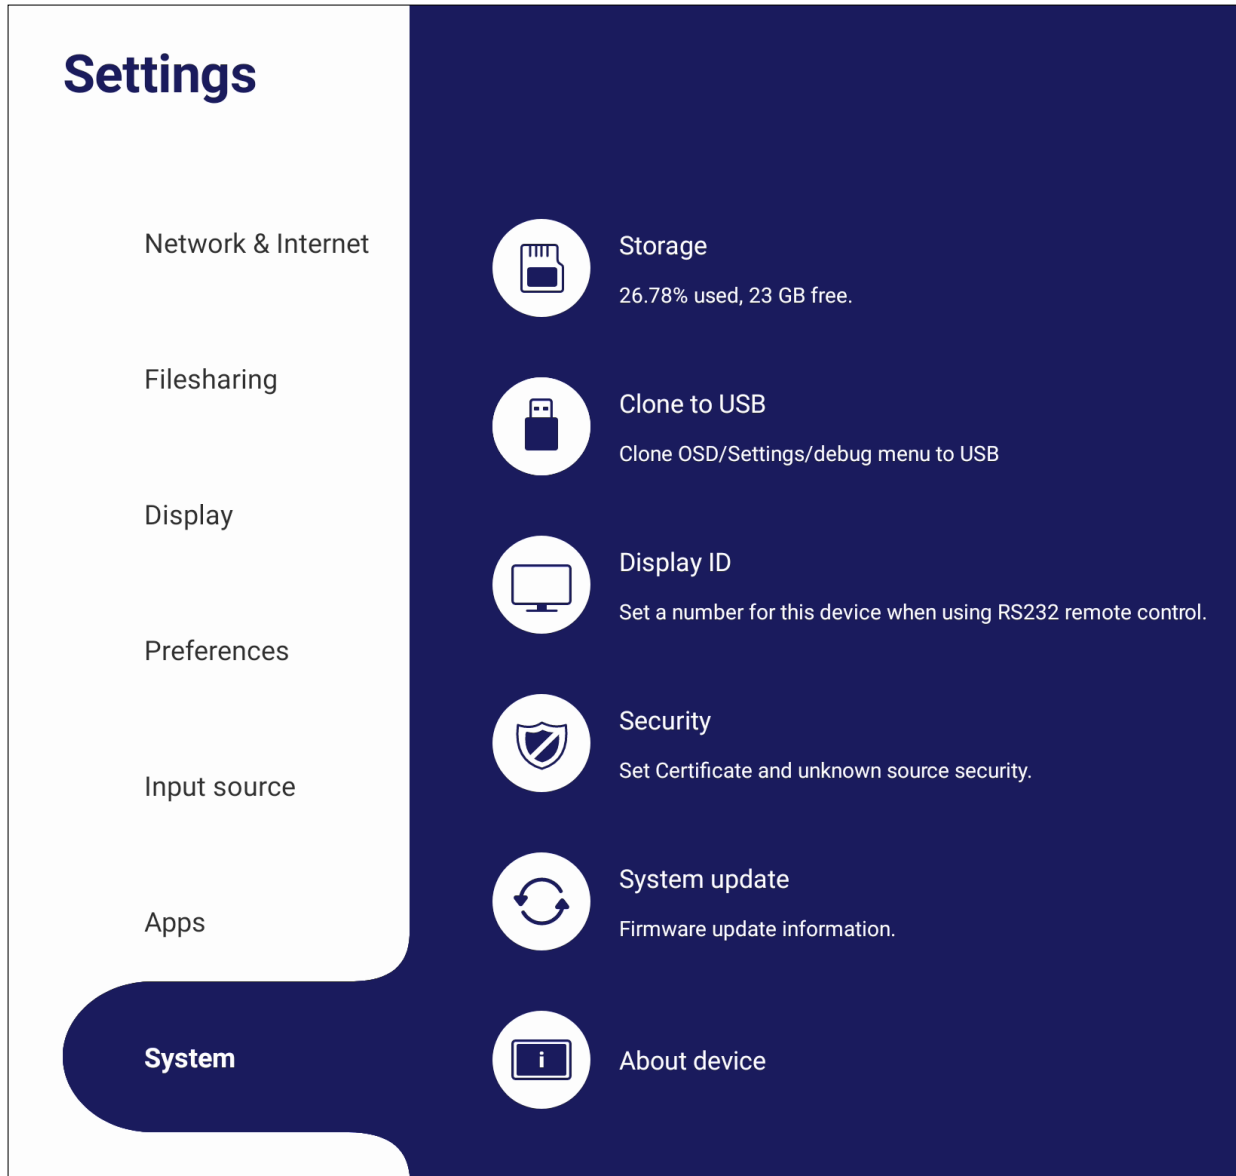 Settings
Network & Internet
Filesharing
Display
Preferences
Input source
Apps
System
Storage
26.78% used, 23 GB free.
Clone to USB
Clone OSD/Settings/debug menu to USB
Display ID
Set a number for this device when using RS232 remote control.
Security
Set Certificate and unknown source security.
System update
Firmware update information.
About device